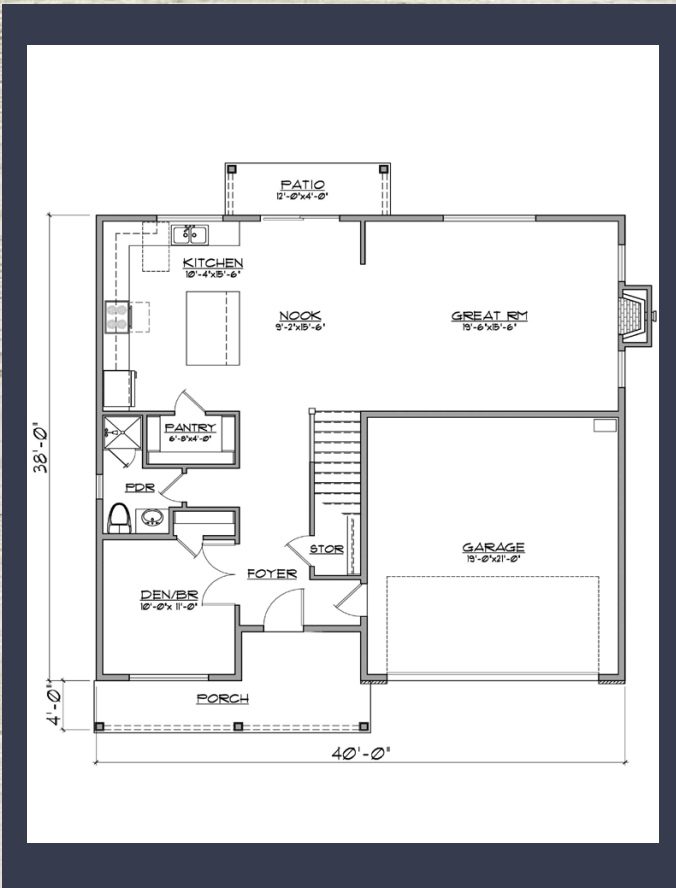 PATIO
12'-0"x4'-0"
KITCHEN
10'-4"x15'-6"
NOOK
9'-2"x15'-6"
GREAT RM
19'-6"x15'-6"
PANTRY
6'-8"x4'-0"
38'-0"
PDR
STOR
GARAGE
19'-0"x21'-0"
FOYER
DEN/BR
10'-0"x 11'-0"
PORCH
4'-0"
40'-0"